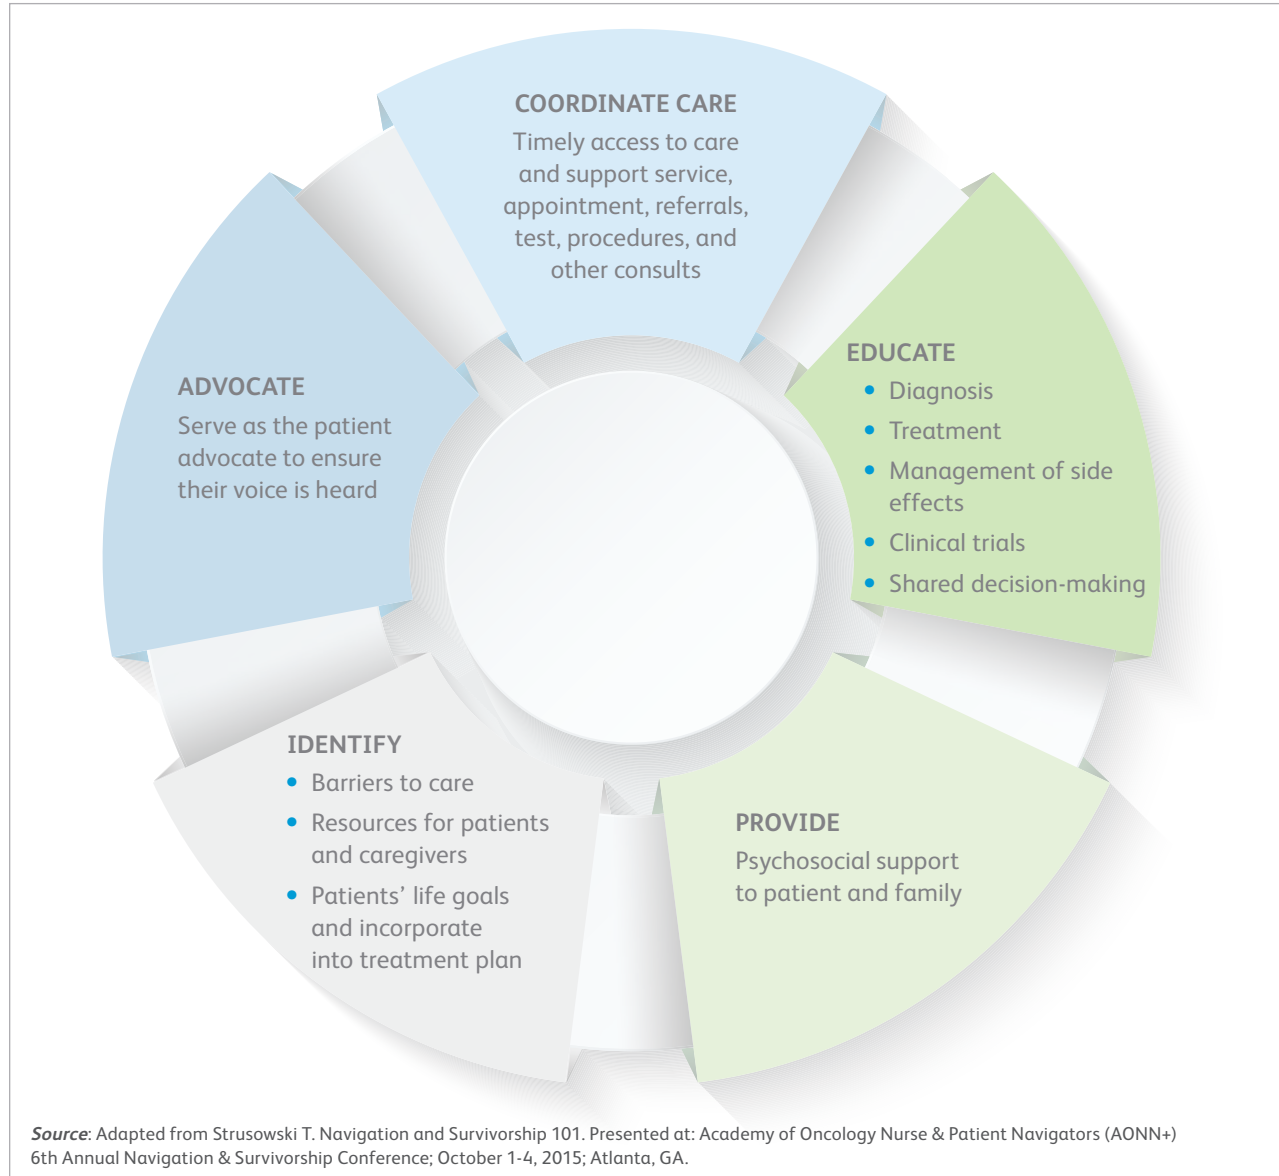 COORDINATE CARE
Timely access to care
and support service,
appointment, referrals,
test, procedures, and
other consults
EDUCATE
• Diagnosis
• Treatment
• Management of side
effects
• Clinical trials
• Shared decision-making
PROVIDE
Psychosocial support
to patient and family
IDENTIFY
• Barriers to care
• Resources for patients
and caregivers
• Patients’ life goals
and incorporate
into treatment plan
ADVOCATE
Serve as the patient
advocate to ensure
their voice is heard
Source: Adapted from Strusowski T. Navigation and Survivorship 101. Presented at: Academy of Oncology Nurse & Patient Navigators (AONN+)
6th Annual Navigation & Survivorship Conference; October 1-4, 2015; Atlanta, GA.